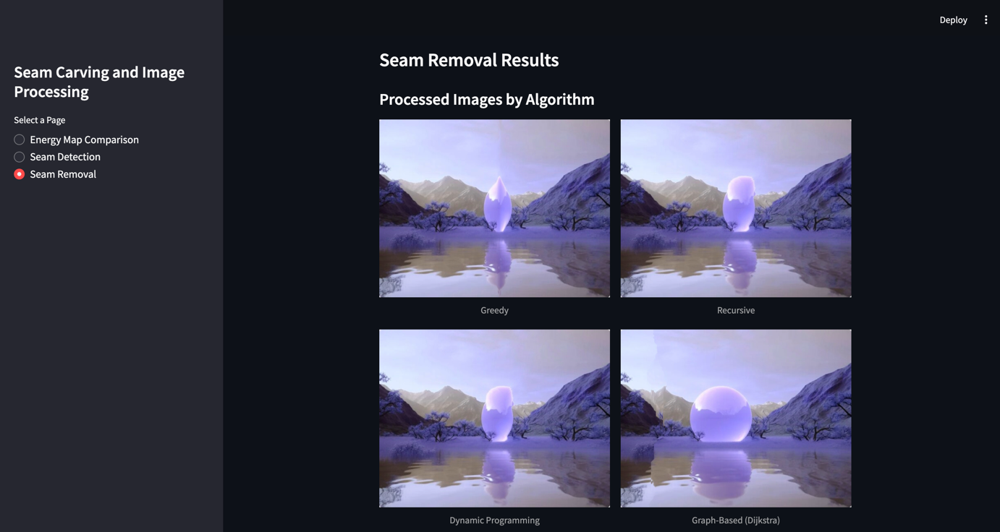 Deploy
Seam Carving and Image
Processing
Select a Page
Energy Map Comparison
Seam Detection
Seam Removal
Seam Removal Results
Processed Images by Algorithm
Greedy
Recursive
Dynamic Programming
Graph-Based (Dijkstra)